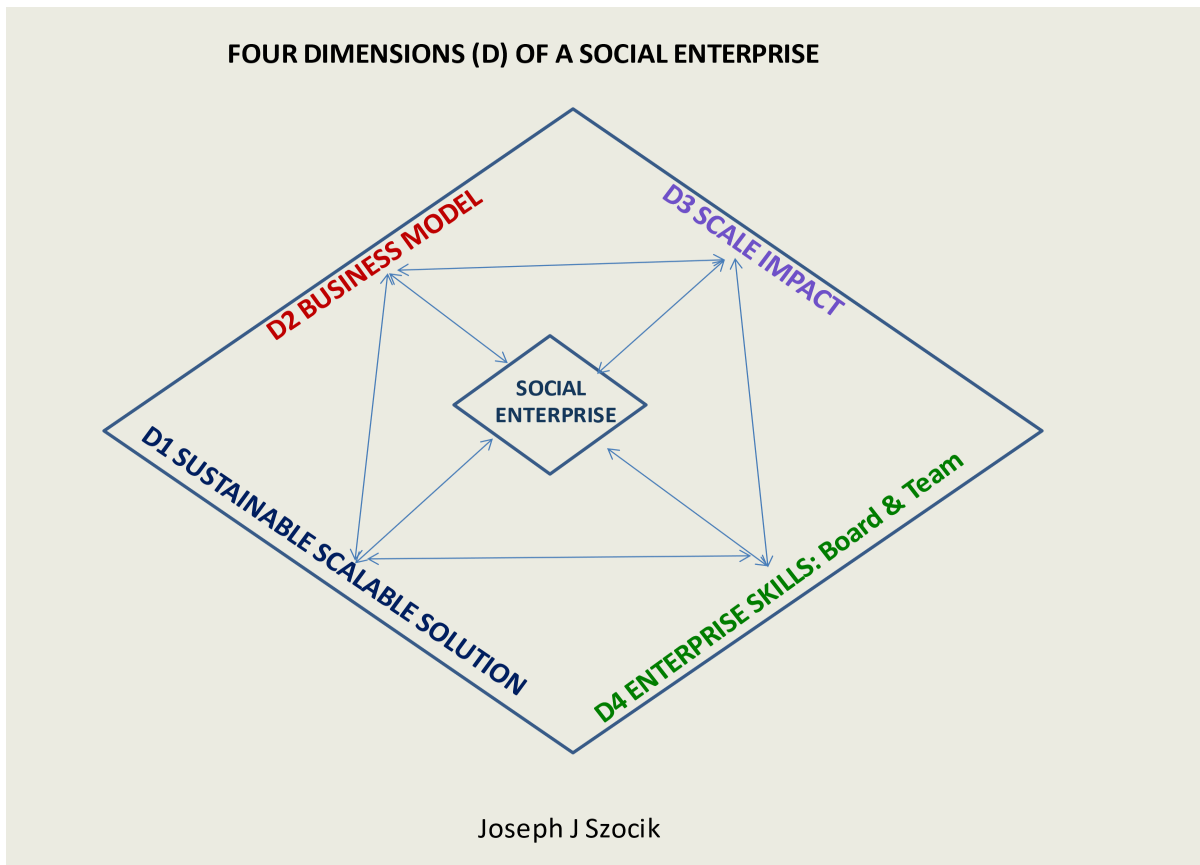 FOUR DIMENSIONS (D) OF A SOCIAL ENTERPRISE
D2 BUSINESS MODEL
D3 SCALE IMPACT
SOCIAL
ENTERPRISE
D1 SUSTAINABLE SCALABLE SOLUTION
D4 ENTERPRISE SKILLS: Board & Team
Joseph J Szocik